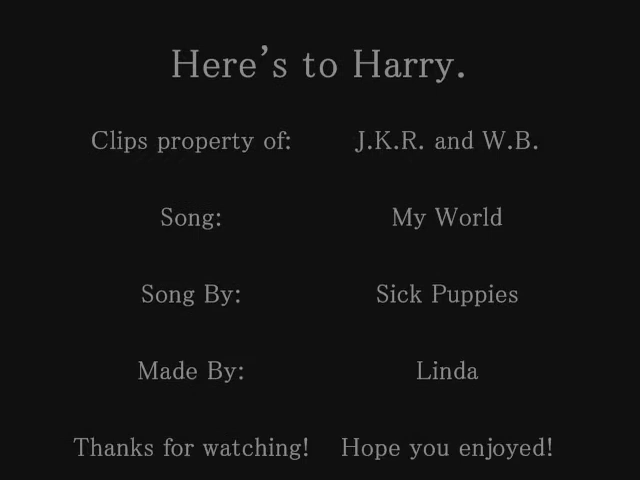 Here's to Harry.
Clips property of: J.K.R. and W.B.
Song: My World
Song By: Sick Puppies
Made By: Linda
Thanks for watching! Hope you enjoyed!